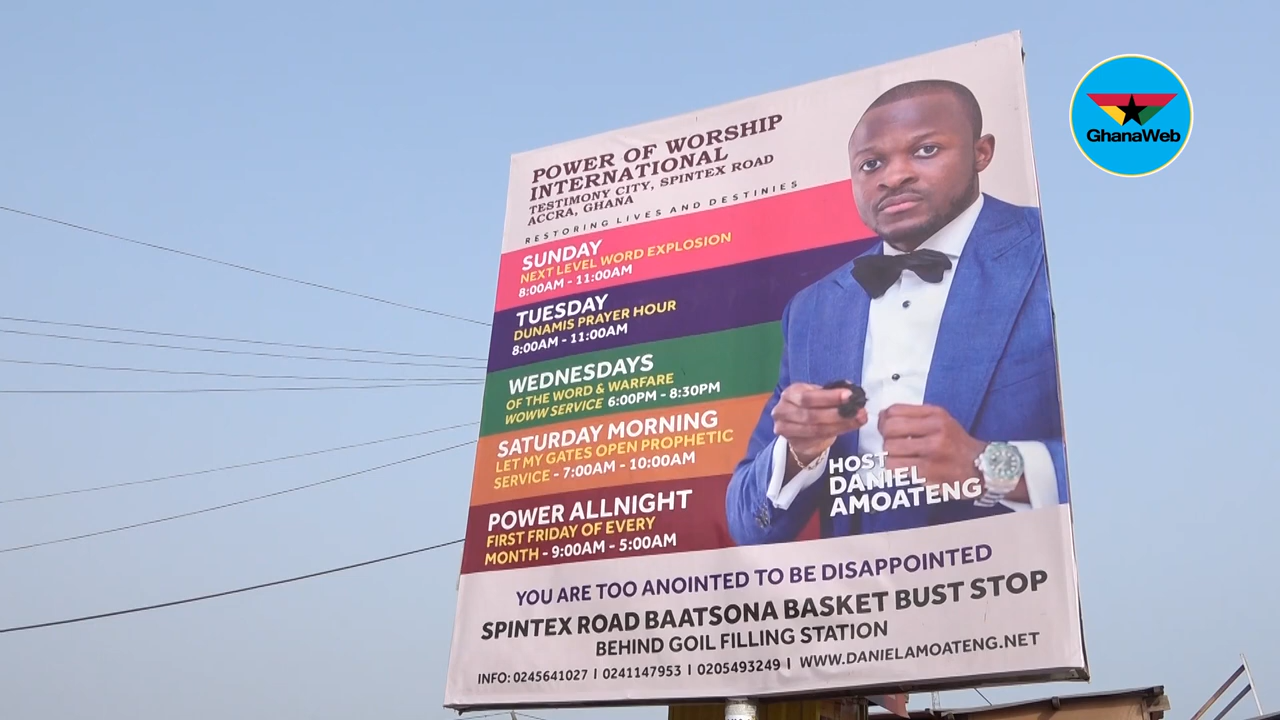 POWER OF WORSHIP
INTERNATIONAL
TESTIMONY CITY, SPINTEX ROAD
ACCRA, GHANA
RESTORING LIVES AND DESTINIES
SUNDAY
NEXT LEVEL WORD EXPLOSION
8:00AM - 11:00AM
TUESDAY
DUNAMIS PRAYER HOUR
8:00AM - 11:00AM
WEDNESDAYS
OF THE WORD & WARFARE
WOWW SERVICE 6:00PM - 8:30PM
SATURDAY MORNING
LET MY GATES OPEN PROPHETIC
SERVICE - 7:00AM - 10:00AM
POWER ALLNIGHT
FIRST FRIDAY OF EVERY
MONTH - 9:00AM - 5:00AM
HOST
DANIEL
AMOATENG
YOU ARE TOO ANOINTED TO BE DISAPPOINTED
SPINTEX ROAD BAATSONA BASKET BUST STOP
BEHIND GOIL FILLING STATION
INFO: 0245641027 I 0241147953 I 0205493249 I WWW.DANIELAMOATENG.NET
GhanaWeb